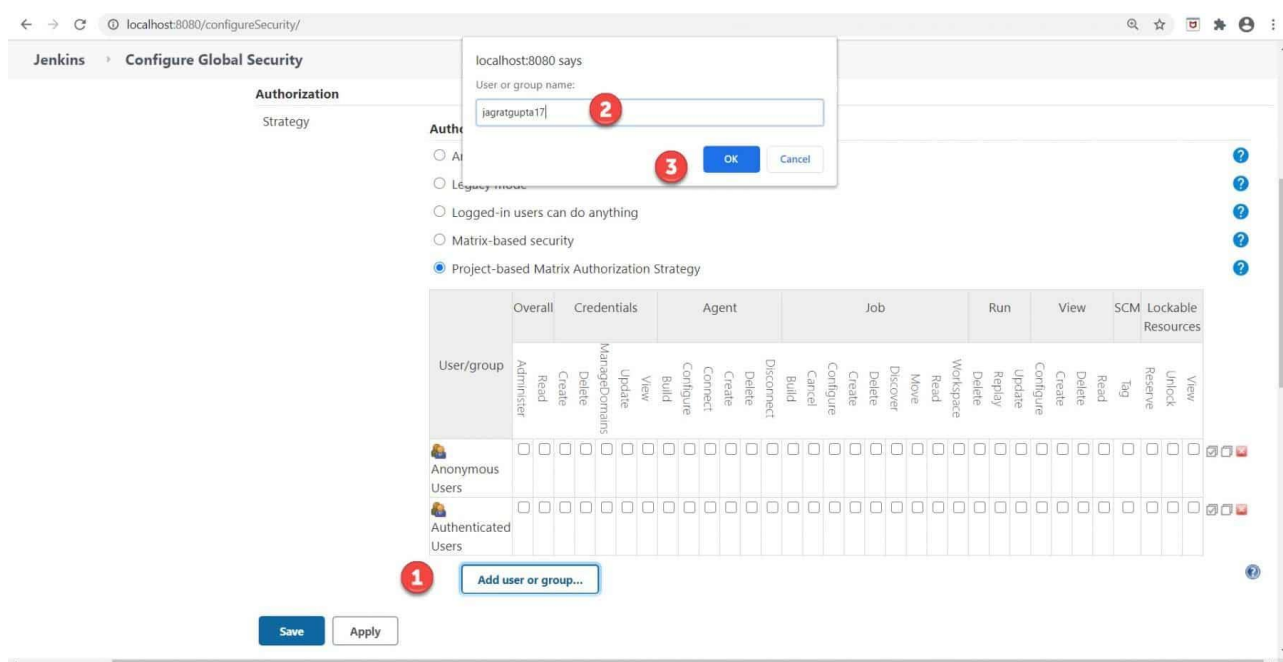 localhost:8080/configureSecurity/
Jenkins Configure Global Security
localhost:8080 says
User or group name:
jagratgupta17
2
3
OK Cancel
Authorization
Strategy
Logged-in users can do anything
Matrix-based security
Project-based Matrix Authorization Strategy
User/group
Overall Credentials Agent Job Run View SCM Lockable
Resources
Administer
Read
Create
Delete
ManageDomains
Update
View
Build
Configure
Connect
Create
Delete
Disconnect
Build
Cancel
Configure
Create
Delete
Discover
Move
Read
Workspace
Delete
Replay
Update
Configure
Create
Delete
Read
Tag
Reserve
Unlock
View
Anonymous
Users
Authenticated
Users
1
Add user or group...
Save Apply